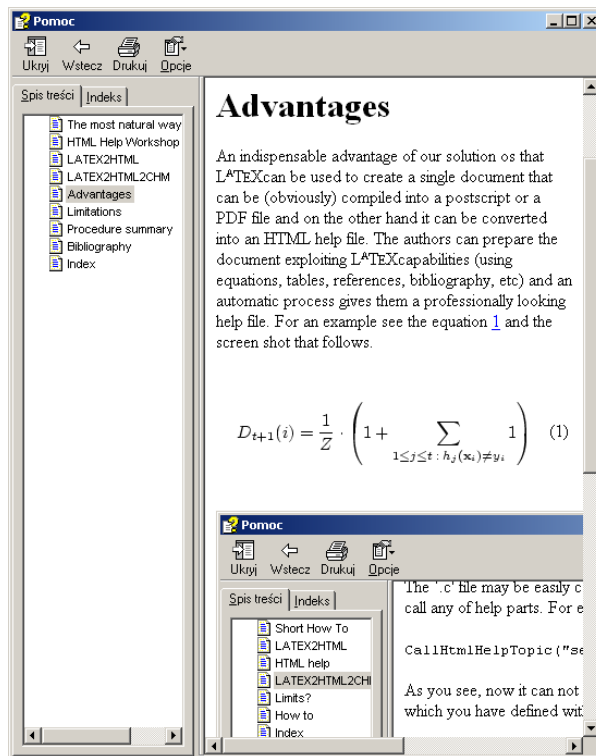 Pomoc
Ukryj Wstecz Drukuj Opcje
Spis treści Indeks
The most natural way
HTML Help Workshop
LATEX2HTML
LATEX2HTML2CHM
Advantages
Limitations
Procedure summary
Bibliography
Index
Advantages
An indispensable advantage of our solution os that
LATEXcan be used to create a single document that
can be (obviously) compiled into a postscript or a
PDF file and on the other hand it can be converted
into an HTML help file. The authors can prepare the
document exploiting LATEXcapabilities (using
equations, tables, references, bibliography, etc) and an
automatic process gives them a professionally looking
help file. For an example see the equation 1 and the
screen shot that follows.
D_{t+1}(i) = \frac{1}{Z} \cdot \left( 1 + \sum_{1 \leq j \leq t : h_j(\mathbf{x}_i) \neq y_i} 1 \right) (1)
Pomoc
Ukryj Wstecz Drukuj Opcje
Spis treści Indeks
Short How To
LATEX2HTML
HTML help
LATEX2HTML2CHM
Limits?
How to
Index
The '.c' file may be easily c
call any of help parts. For e
CallHtmlHelpTopic("se
As you see, now it can not
which you have defined wit